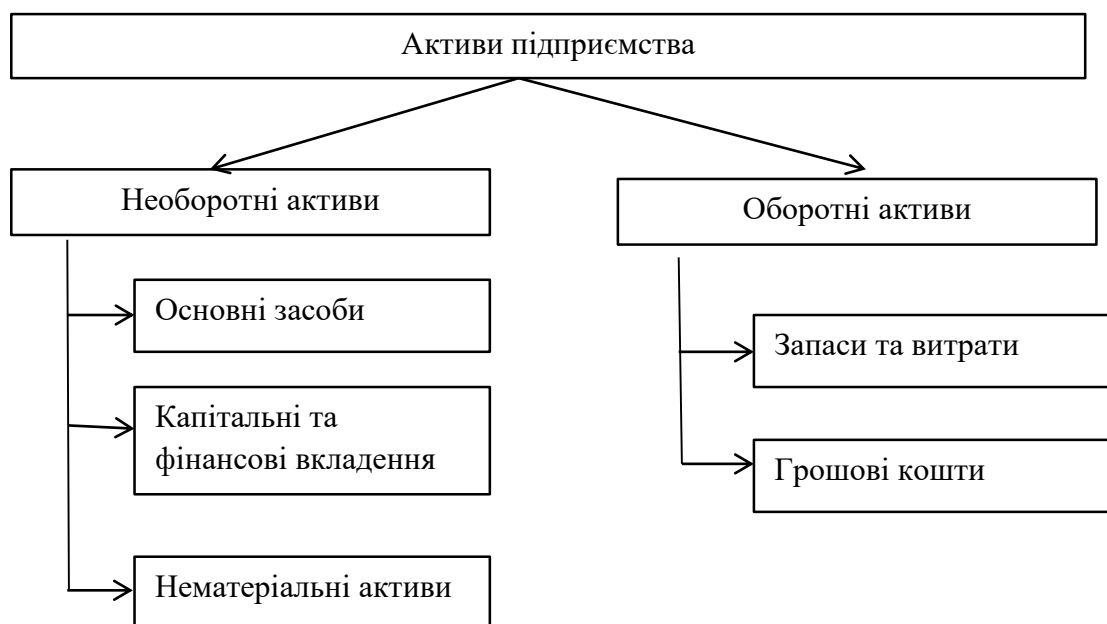 Активи підприємства
Необоротні активи
Оборотні активи
Основні засоби
Капітальні та
фінансові вкладення
Нематеріальні активи
Запаси та витрати
Грошові кошти